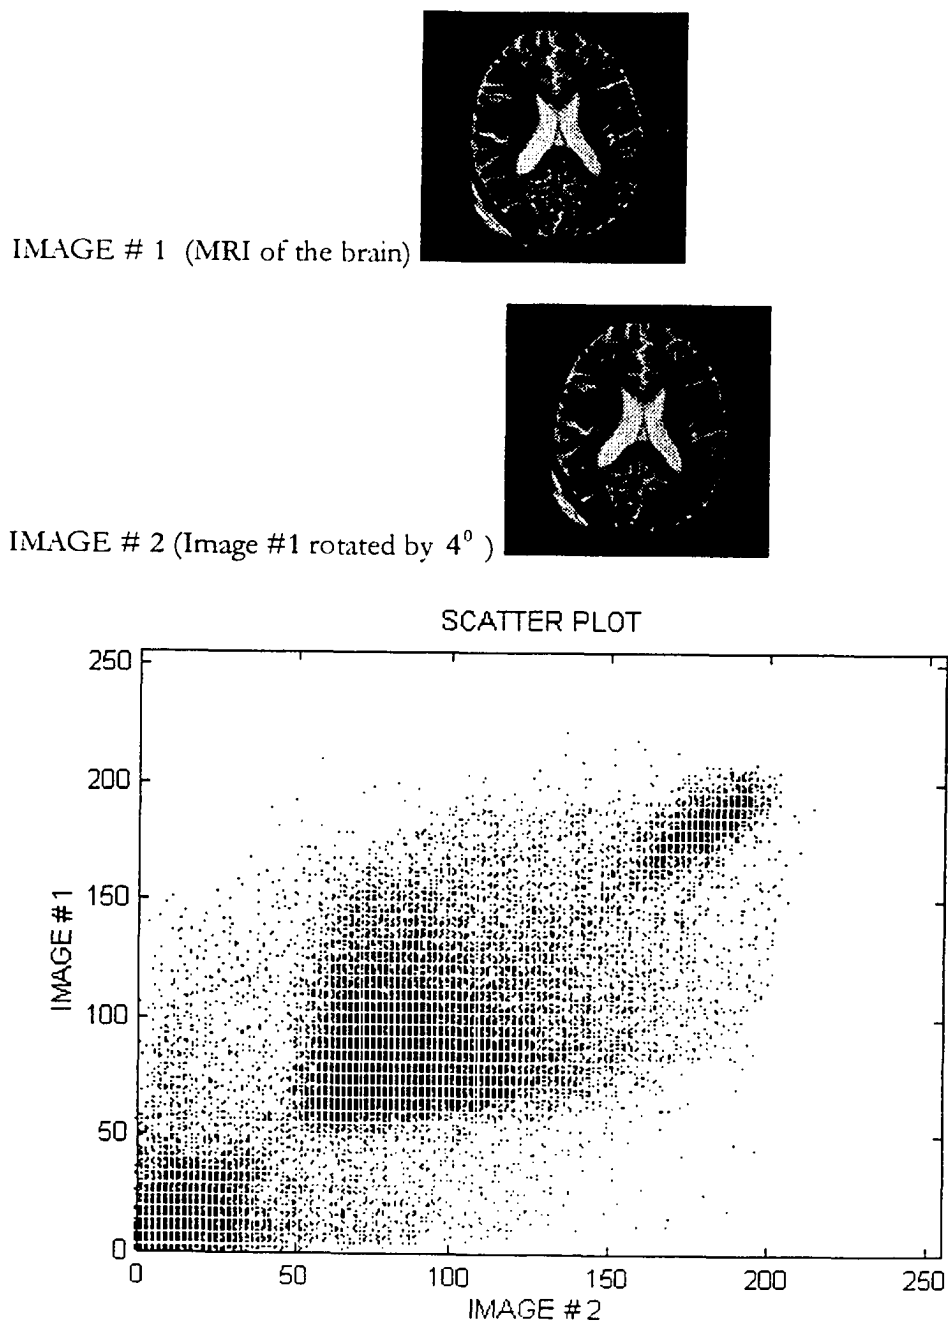 IMAGE # 1 (MRI of the brain)
IMAGE # 2 (Image #1 rotated by 4⁰ )
SCATTER PLOT
250
200
150
100
50
0
IMAGE #1
0
50
100
150
200
250
IMAGE #2